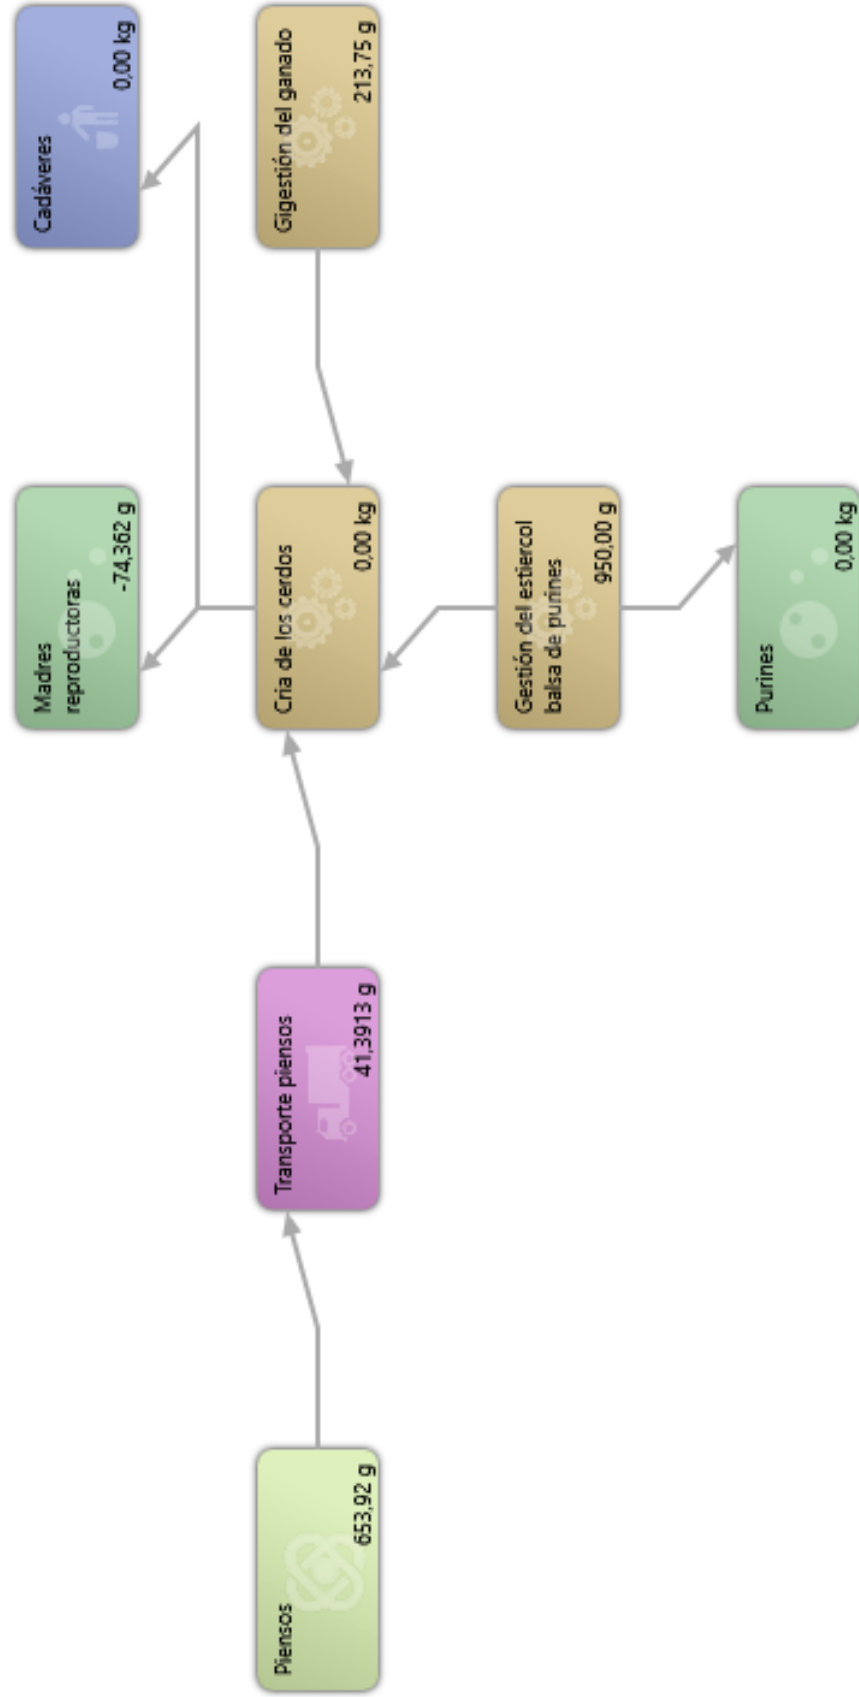 Cadáveres
0,00 kg
Gigestión del ganado
213,75 g
Madres
reproductoras
-74,362 g
Cria de los cerdos
0,00 kg
Gestión del estiercol
balsa de purines
950,00 g
Purines
0,00 kg
Transporte piensos
41,3913 g
Piensos
653,92 g